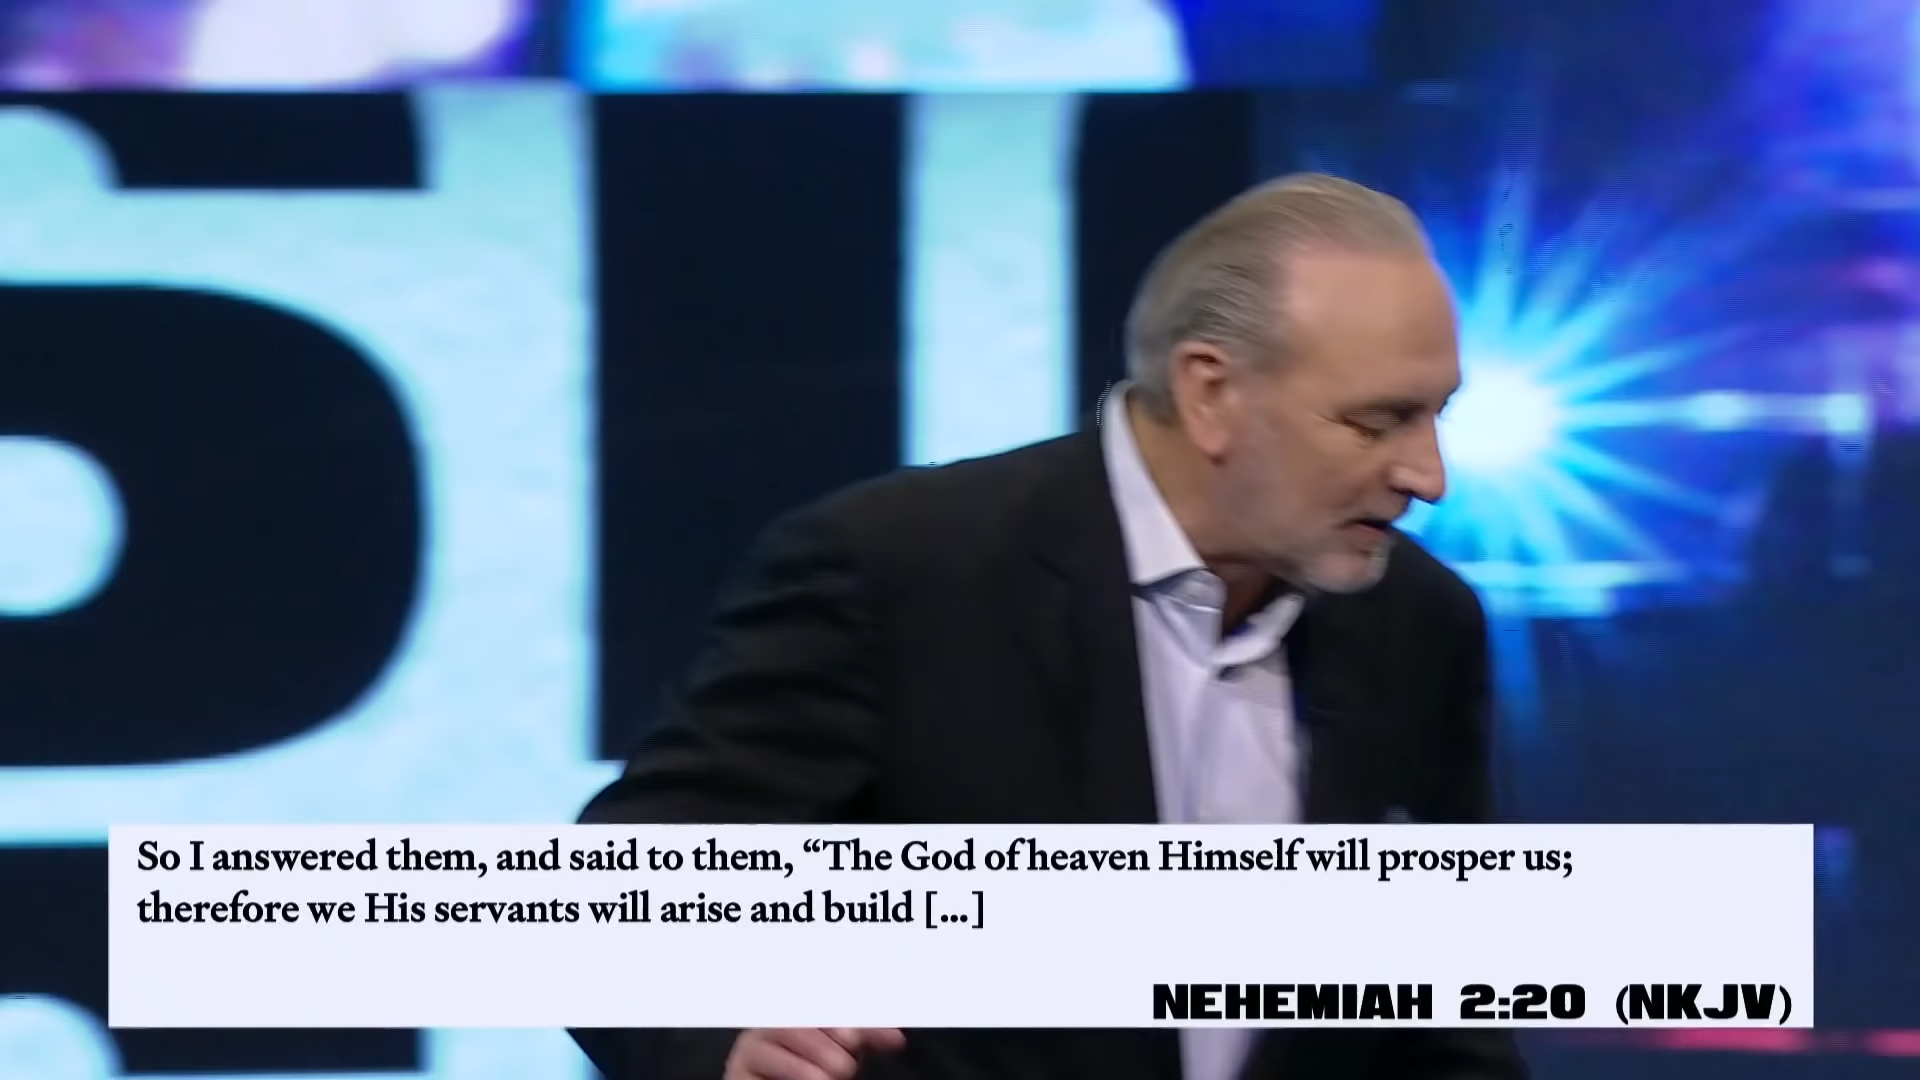 So I answered them, and said to them, “The God of heaven Himself will prosper us;
therefore we His servants will arise and build [...]
NEHEMIAH 2:20 (NKJV)